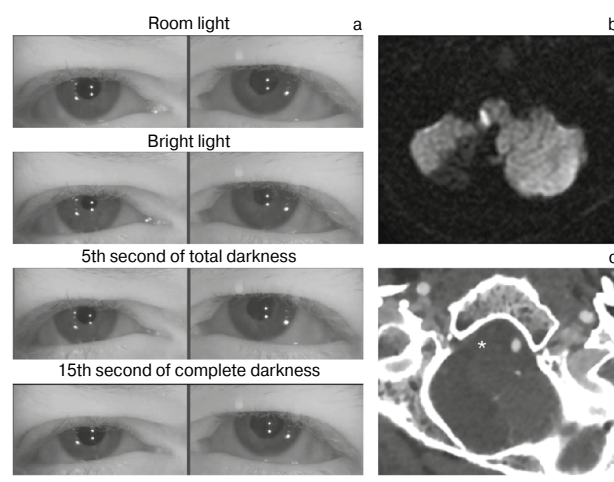 Room light
a
Bright light
5th second of total darkness
15th second of complete darkness
b
*